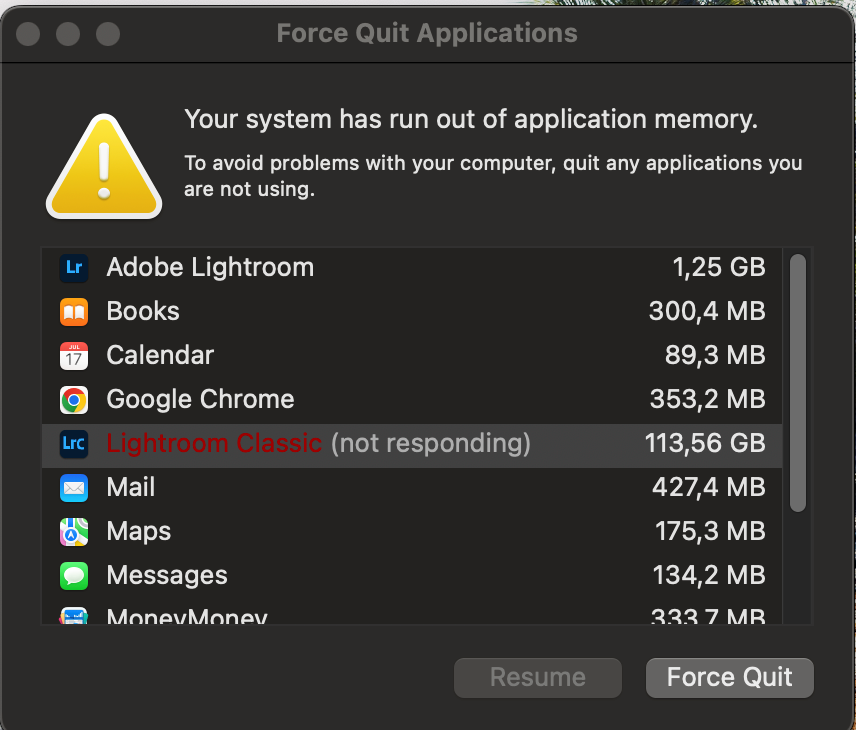 Force Quit Applications
Your system has run out of application memory.
To avoid problems with your computer, quit any applications you
are not using.
Lr Adobe Lightroom 1,25 GB
Books 300,4 MB
JUL
17 Calendar 89,3 MB
Google Chrome 353,2 MB
LrC Lightroom Classic (not responding) 113,56 GB
Mail 427,4 MB
Maps 175,3 MB
Messages 134,2 MB
MoneyMoney 333,7 MB
Resume Force Quit